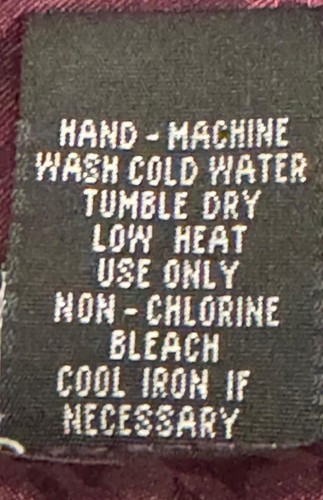 HAND - MACHINE
WASH COLD WATER
TUMBLE DRY
LOW HEAT
USE ONLY
NON - CHLORINE
BLEACH
COOL IRON IF
NECESSARY